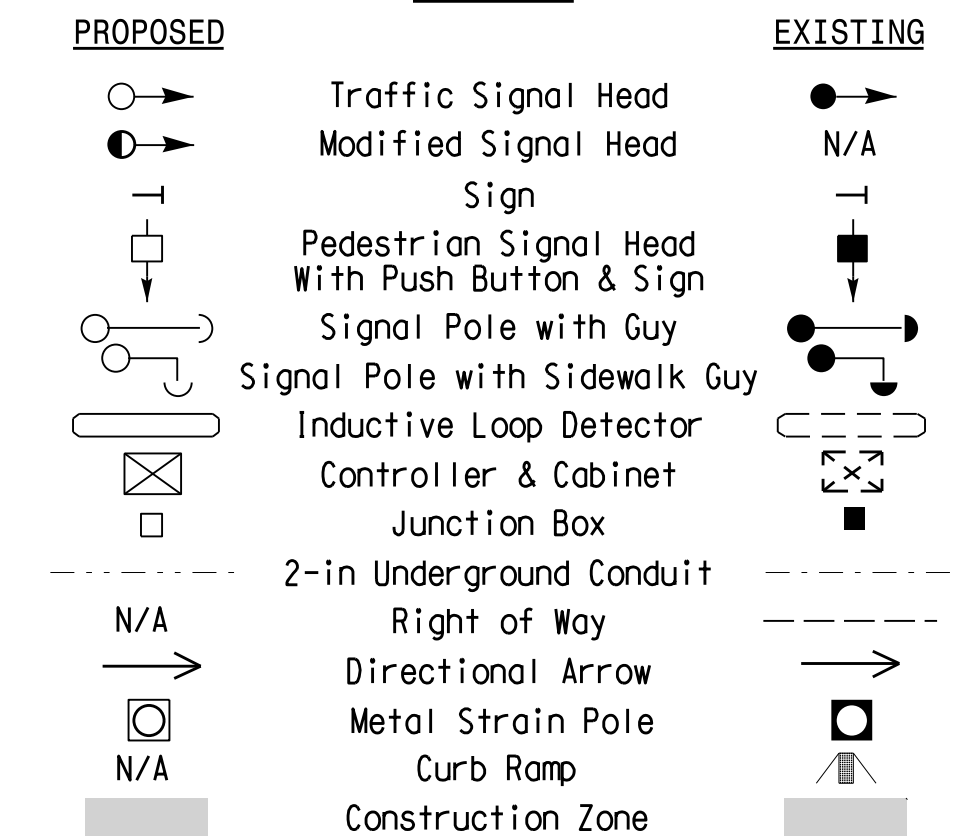 PROPOSED EXISTING
Traffic Signal Head
Modified Signal Head N/A
Sign
Pedestrian Signal Head
With Push Button & Sign
Signal Pole with Guy
Signal Pole with Sidewalk Guy
Inductive Loop Detector
Controller & Cabinet
Junction Box
2-in Underground Conduit
N/A Right of Way
Directional Arrow
Metal Strain Pole
N/A Curb Ramp
Construction Zone